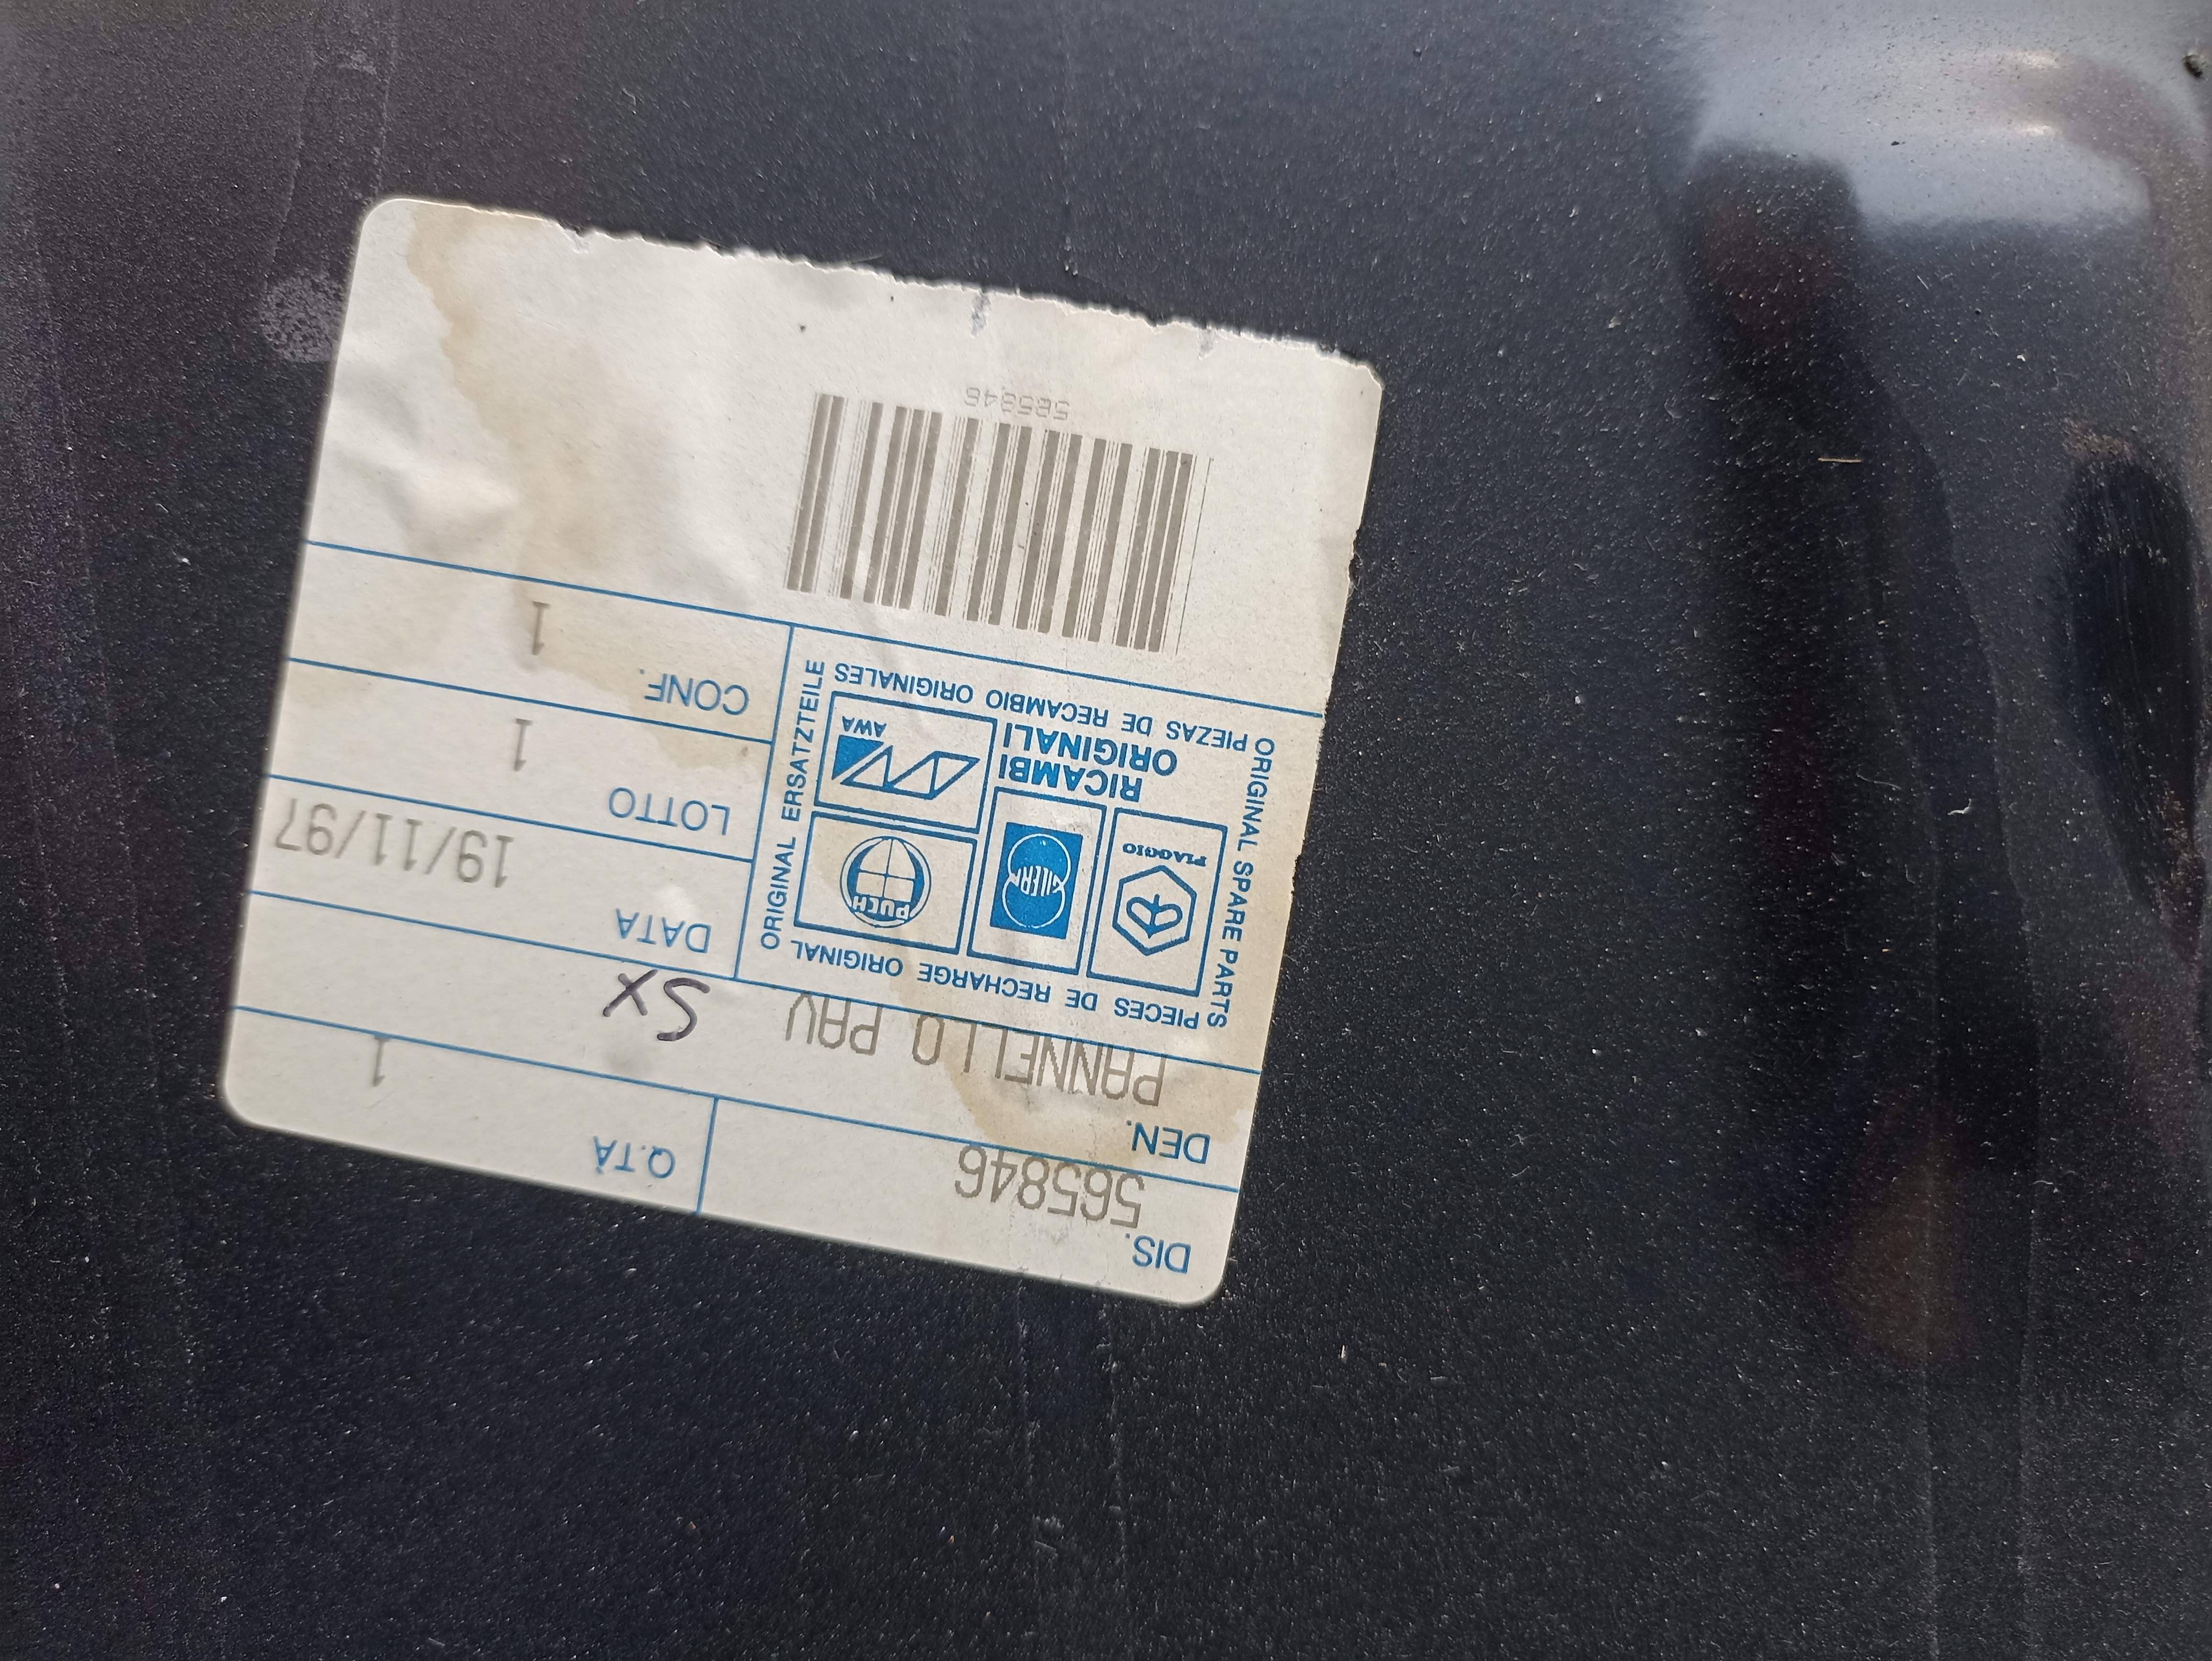 DIS.
565846
Q.TÀ
1
DEN.
PANNELLO PAV
SX
PIECES DE RECHARGE ORIGINAL
ORIGINAL SPARE PARTS
PIAGGIO
GILERA
PUCH
RICAMBI
ORIGINALI
AWA
ORIGINAL ERSATZTEILE
O PIEZAS DE RECAMBIO ORIGINALES
DATA
19/11/97
LOTTO
1
CONF.
1
565846